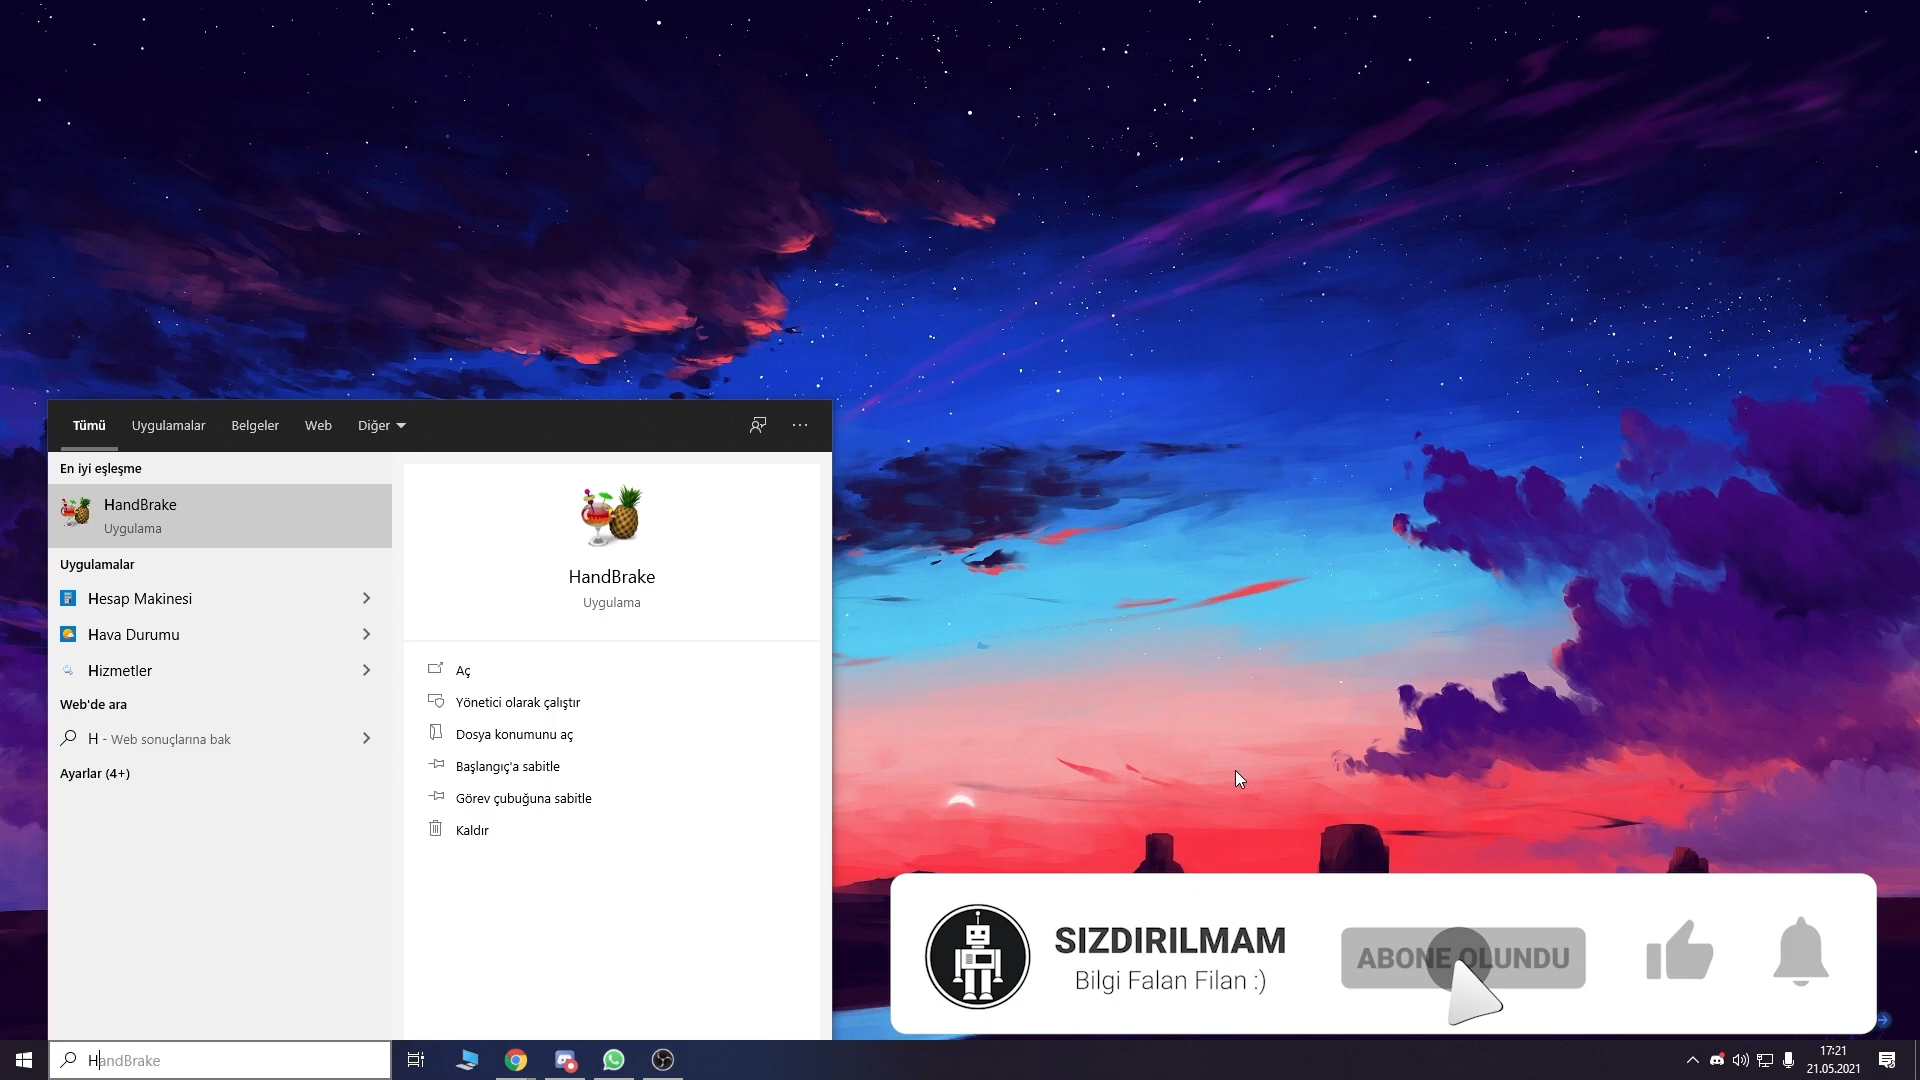 Tümü Uygulamalar Belgeler Web Diğer
En iyi eşleşme
HandBrake
Uygulama
Uygulamalar
Hesap Makinesi
Hava Durumu
Hizmetler
Web'de ara
H - Web sonuçlarına bak
Ayarlar (4+)
HandBrake
Uygulama
Aç
Yönetici olarak çalıştır
Dosya konumunu aç
Başlangıç'a sabitle
Görev çubuğuna sabitle
Kaldır
SIZDIRILMAM
Bilgi Falan Filan :)
ABONE OLUNDU
HandBrake
17:21
21.05.2021